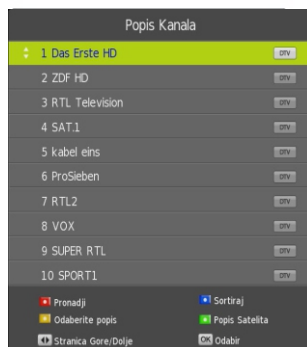 Popis Kanala
1 Das Erste HD DTV
2 ZDF HD DTV
3 RTL Television DTV
4 SAT.1 DTV
5 kabel eins DTV
6 ProSieben DTV
7 RTL2 DTV
8 VOX DTV
9 SUPER RTL DTV
10 SPORT1 DTV
Pronadji Sortiraj
Odaberite popis Popis Satelita
Stranica Gore/Dolje OK Odabir